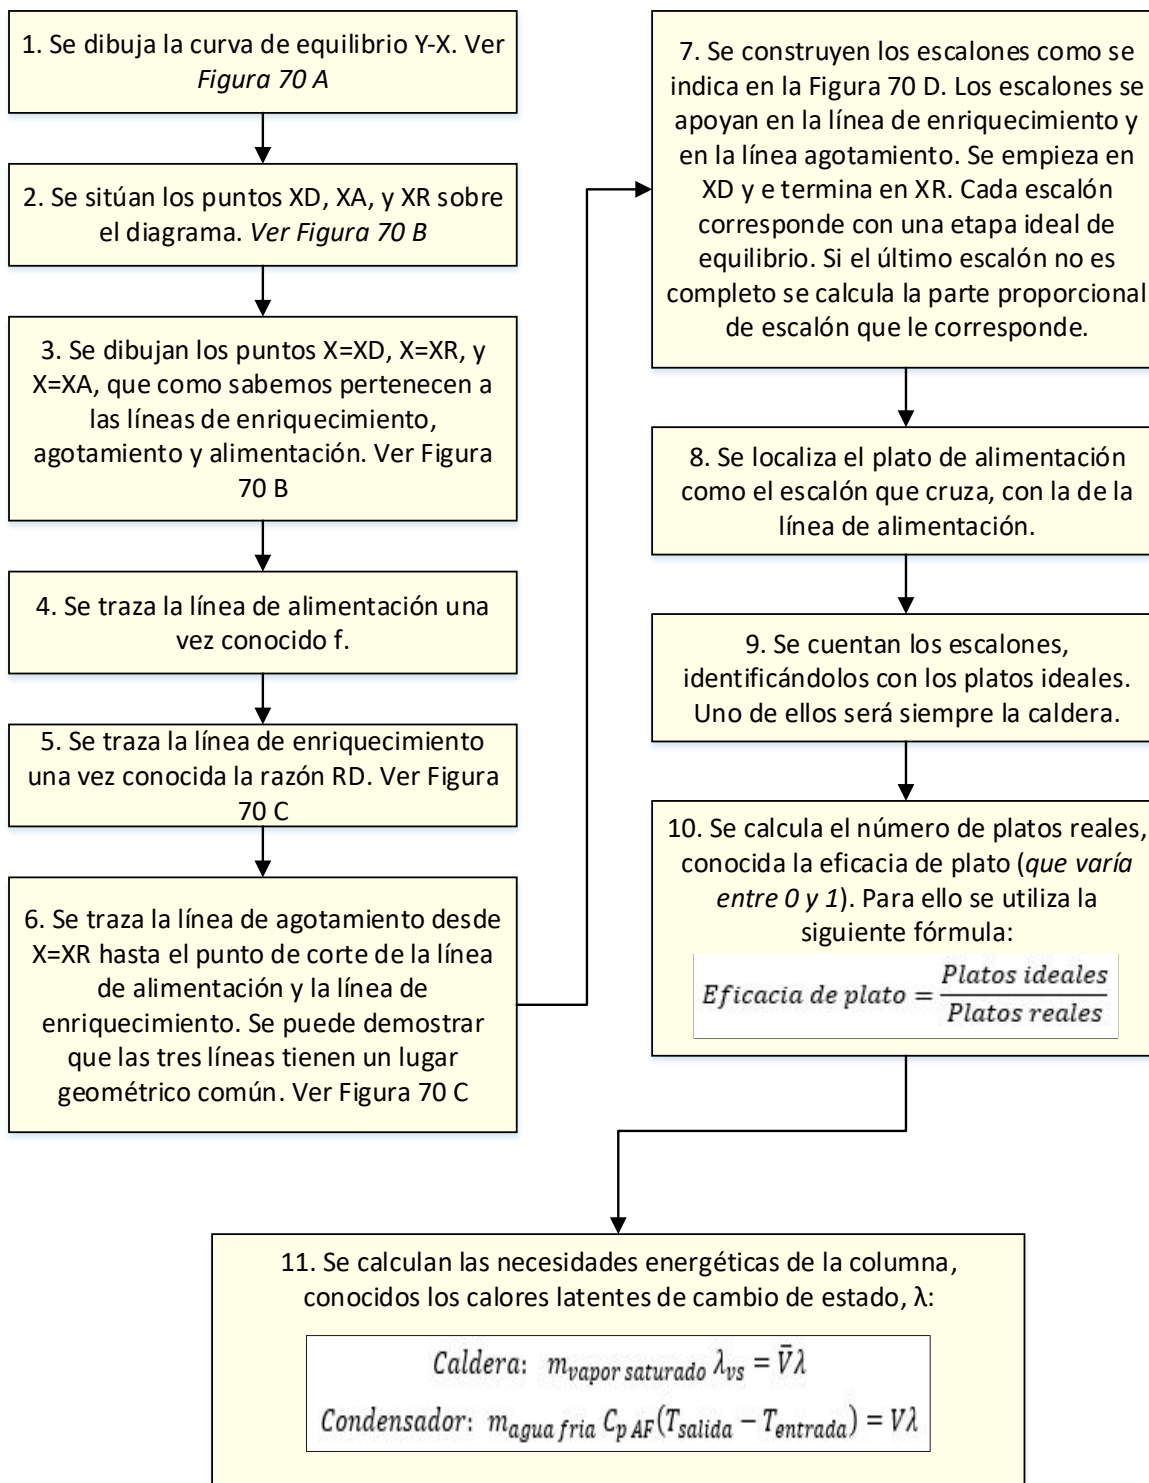 1. Se dibuja la curva de equilibrio Y-X. Ver
Figura 70 A
2. Se sitúan los puntos XD, XA, y XR sobre
el diagrama. Ver Figura 70 B
3. Se dibujan los puntos X=XD, X=XR, y
X=XA, que como sabemos pertenecen a
las líneas de enriquecimiento,
agotamiento y alimentación. Ver Figura
70 B
4. Se traza la línea de alimentación una
vez conocido f.
5. Se traza la línea de enriquecimiento
una vez conocida la razón RD. Ver Figura
70 C
6. Se traza la línea de agotamiento desde
X=XR hasta el punto de corte de la línea
de alimentación y la línea de
enriquecimiento. Se puede demostrar
que las tres líneas tienen un lugar
geométrico común. Ver Figura 70 C
7. Se construyen los escalones como se
indica en la Figura 70 D. Los escalones se
apoyan en la línea de enriquecimiento y
en la línea agotamiento. Se empieza en
XD y e termina en XR. Cada escalón
corresponde con una etapa ideal de
equilibrio. Si el último escalón no es
completo se calcula la parte proporcional
de escalón que le corresponde.
8. Se localiza el plato de alimentación
como el escalón que cruza, con la de la
línea de alimentación.
9. Se cuentan los escalones,
identificándolos con los platos ideales.
Uno de ellos será siempre la caldera.
10. Se calcula el número de platos reales,
conocida la eficacia de plato (que varía
entre 0 y 1). Para ello se utiliza la
siguiente fórmula:
Eficacia de plato = Platos ideales / Platos reales
11. Se calculan las necesidades energéticas de la columna,
conocidos los calores latentes de cambio de estado, λ:
Caldera: m vapor saturado λ vs = V̄λ
Condensador: m agua fria C p AF (T salida − T entrada) = Vλ